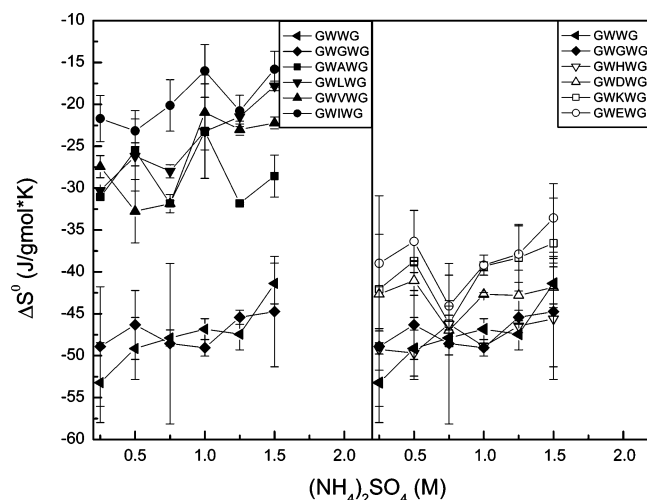 -10
-15
-20
-25
-30
-35
-40
-45
-50
-55
-60
ΔS⁰ (J/gmol*K)
GWWG
GWGWG
GWAWG
GWLWG
GWVWG
GWIWG
GWWG
GWGWG
GWHWG
GWDWG
GWKWG
GWEWG
0.5 1.0 1.5 2.0 0.5 1.0 1.5 2.0
(NH₄)₂SO₄ (M)